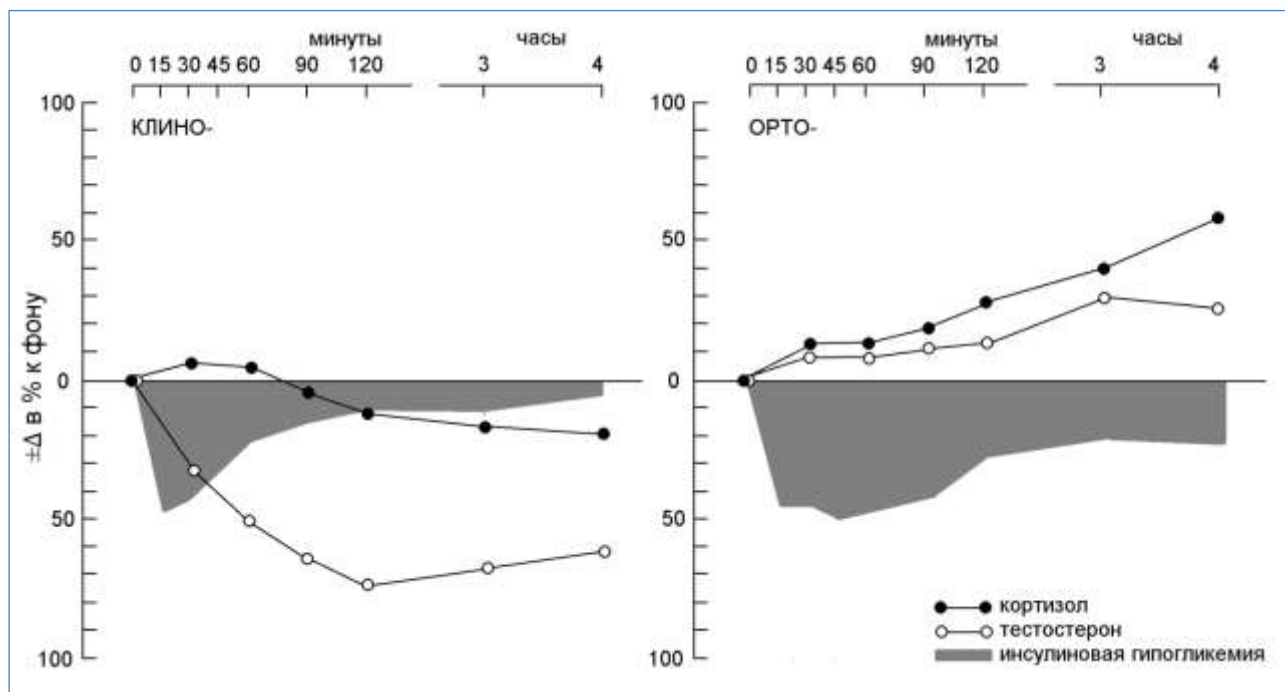 минуты часы
0 15 30 45 60 90 120 3 4
КЛИНО-
100
50
0
50
100
±Δ в % к фону
минуты часы
0 15 30 45 60 90 120 3 4
ОРТО-
100
50
0
50
100
кортизол
тестостерон
инсулиновая гипогликемия